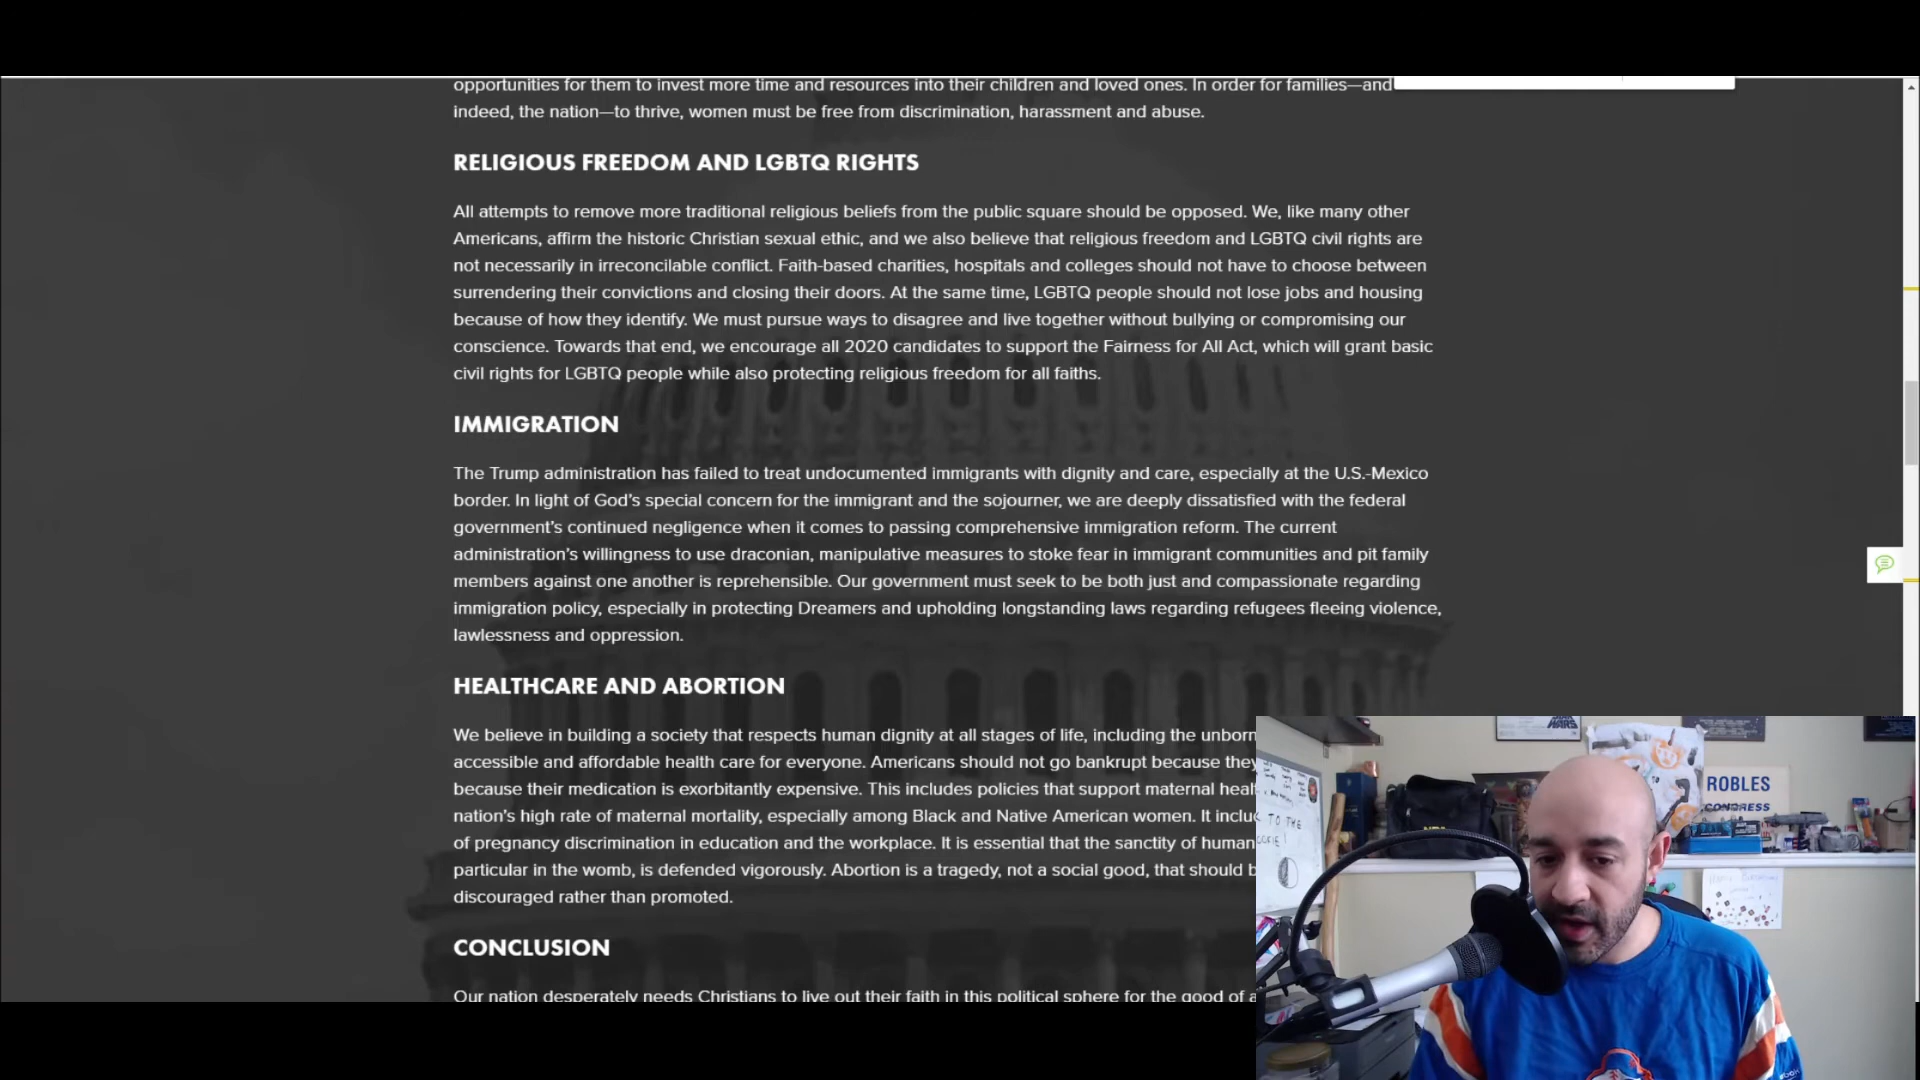 opportunities for them to invest more time and resources into their children and loved ones. In order for families—and
indeed, the nation—to thrive, women must be free from discrimination, harassment and abuse.
RELIGIOUS FREEDOM AND LGBTQ RIGHTS
All attempts to remove more traditional religious beliefs from the public square should be opposed. We, like many other
Americans, affirm the historic Christian sexual ethic, and we also believe that religious freedom and LGBTQ civil rights are
not necessarily in irreconcilable conflict. Faith-based charities, hospitals and colleges should not have to choose between
surrendering their convictions and closing their doors. At the same time, LGBTQ people should not lose jobs and housing
because of how they identify. We must pursue ways to disagree and live together without bullying or compromising our
conscience. Towards that end, we encourage all 2020 candidates to support the Fairness for All Act, which will grant basic
civil rights for LGBTQ people while also protecting religious freedom for all faiths.
IMMIGRATION
The Trump administration has failed to treat undocumented immigrants with dignity and care, especially at the U.S.-Mexico
border. In light of God's special concern for the immigrant and the sojourner, we are deeply dissatisfied with the federal
government's continued negligence when it comes to passing comprehensive immigration reform. The current
administration's willingness to use draconian, manipulative measures to stoke fear in immigrant communities and pit family
members against one another is reprehensible. Our government must seek to be both just and compassionate regarding
immigration policy, especially in protecting Dreamers and upholding longstanding laws regarding refugees fleeing violence,
lawlessness and oppression.
HEALTHCARE AND ABORTION
We believe in building a society that respects human dignity at all stages of life, including the unborn
accessible and affordable health care for everyone. Americans should not go bankrupt because they
because their medication is exorbitantly expensive. This includes policies that support maternal heal
nation's high rate of maternal mortality, especially among Black and Native American women. It inclu
of pregnancy discrimination in education and the workplace. It is essential that the sanctity of human
particular in the womb, is defended vigorously. Abortion is a tragedy, not a social good, that should b
discouraged rather than promoted.
CONCLUSION
Our nation desperately needs Christians to live out their faith in this political sphere for the good of a
ROBLES
CONGRESS
TO THE
WARS